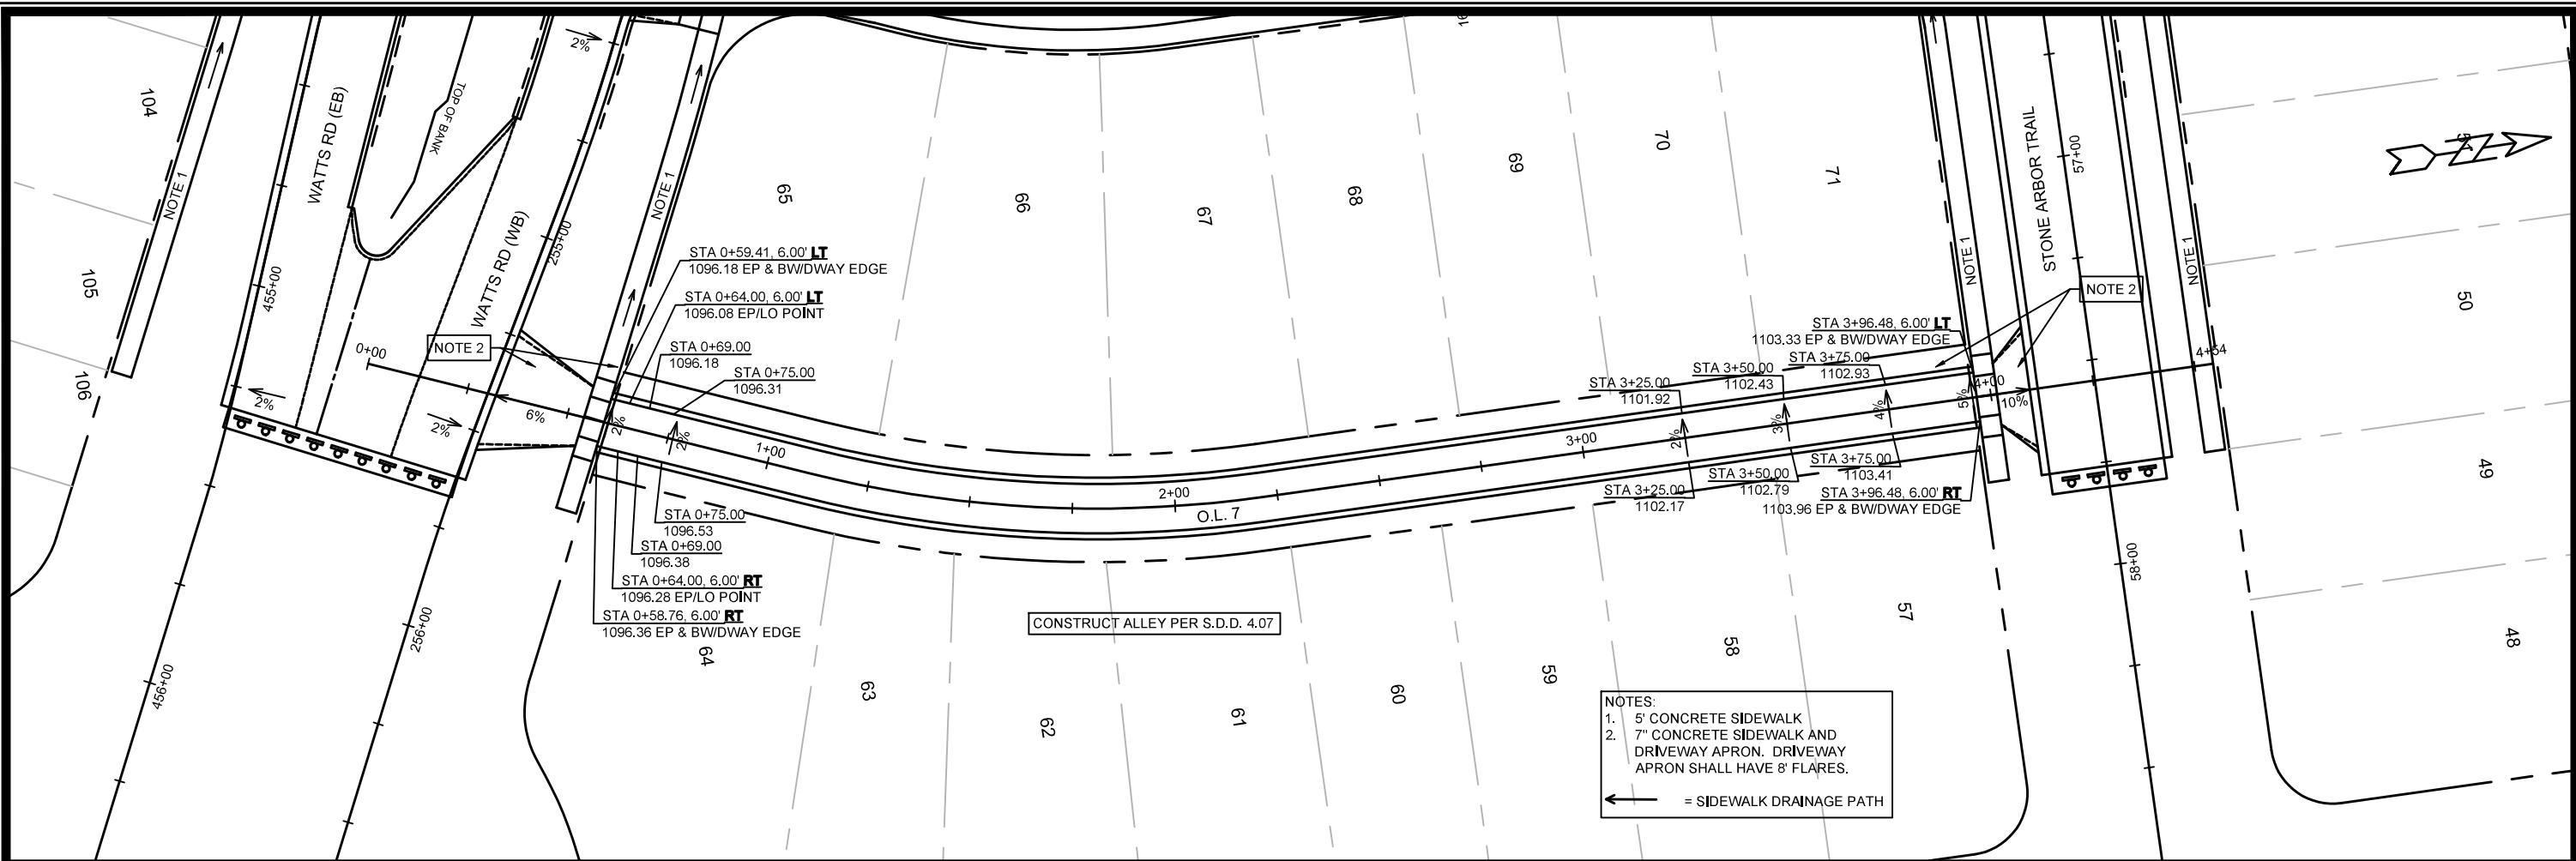 104
105
106
NOTE 1
WATTS RD (EB)
455+00
456+00
TOP OF BANK
2%
WATTS RD (WB)
255+00
256+00
NOTE 1
NOTE 2
0+00
2%
2%
6%
2%
2%
65
66
67
68
69
70
71
STA 0+59.41, 6.00' LT
1096.18 EP & BW/DWAY EDGE
STA 0+64.00, 6.00' LT
1096.08 EP/LO POINT
STA 0+69.00
1096.18
STA 0+75.00
1096.31
1+00
2+00
3+00
O.L. 7
STA 0+75.00
1096.53
STA 0+69.00
1096.38
STA 0+64.00, 6.00' RT
1096.28 EP/LO POINT
STA 0+58.76, 6.00' RT
1096.36 EP & BW/DWAY EDGE
STA 3+96.48, 6.00' LT
1103.33 EP & BW/DWAY EDGE
STA 3+75.00
1102.93
STA 3+50.00
1102.43
STA 3+25.00
1101.92
2%
3%
4%
5%
4+00
10%
4+54
STA 3+25.00
1102.17
STA 3+50.00
1102.79
STA 3+75.00
1103.41
STA 3+96.48, 6.00' RT
1103.96 EP & BW/DWAY EDGE
NOTE 1
STONE ARBOR TRAIL
57+00
58+00
NOTE 2
NOTE 1
50
49
48
64
63
62
61
60
59
58
57
CONSTRUCT ALLEY PER S.D.D. 4.07
NOTES:
1. 5' CONCRETE SIDEWALK
2. 7" CONCRETE SIDEWALK AND
DRIVEWAY APRON. DRIVEWAY
APRON SHALL HAVE 8' FLARES.
= SIDEWALK DRAINAGE PATH